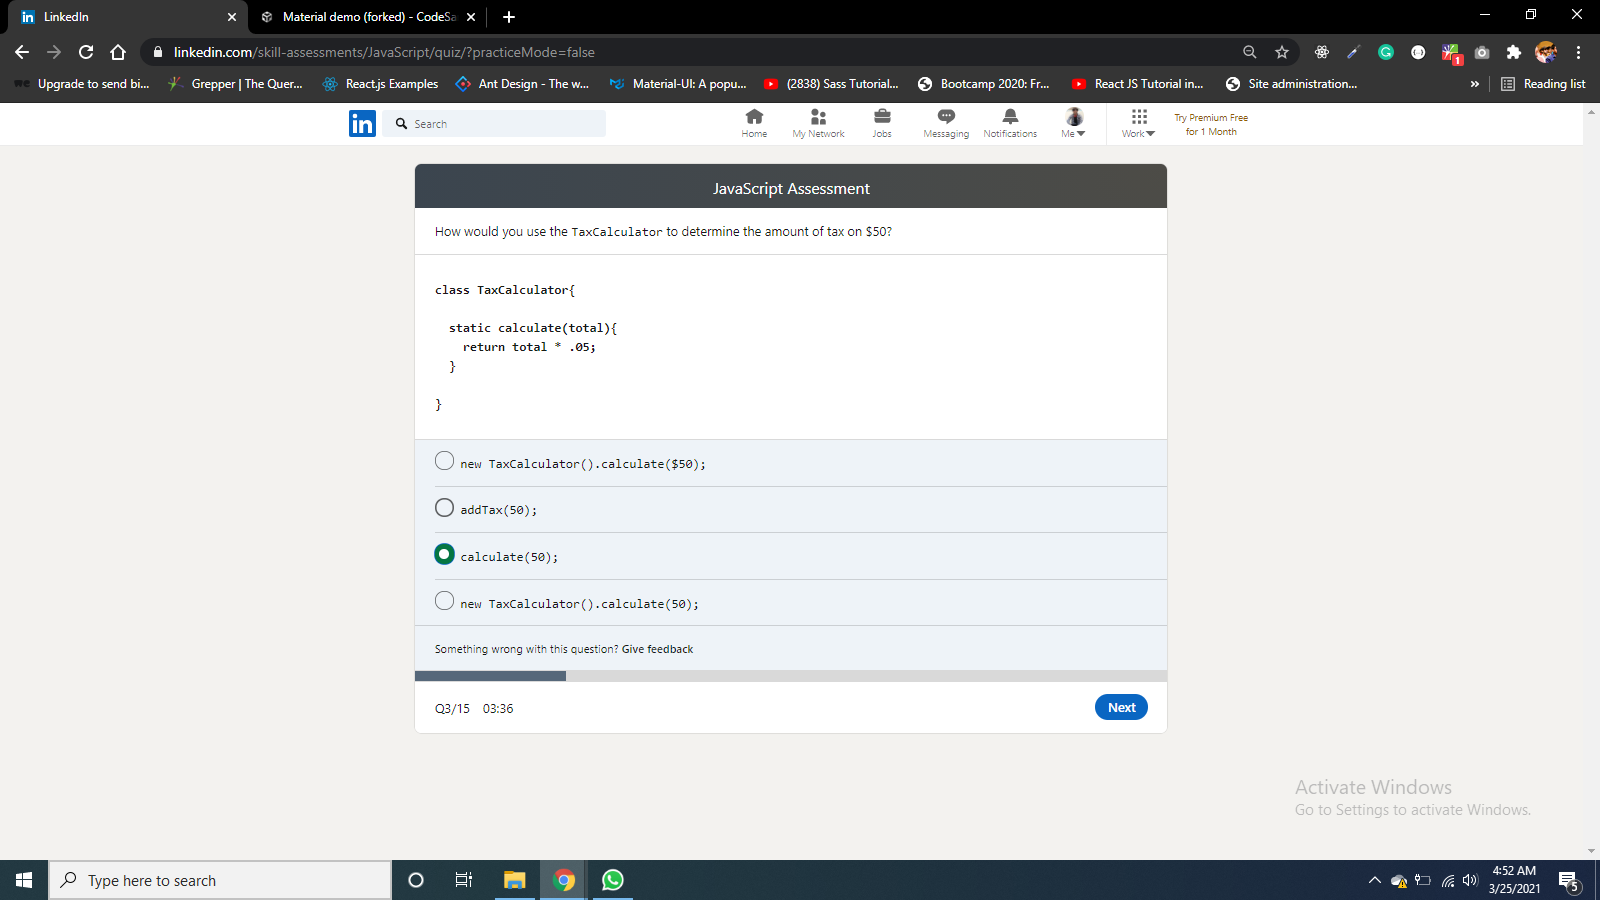 LinkedIn
Material demo (forked) - CodeSa
linkedin.com/skill-assessments/JavaScript/quiz/?practiceMode=false
1
Upgrade to send bi...
Grepper | The Quer...
React.js Examples
Ant Design - The w...
Material-UI: A popu...
(2838) Sass Tutorial...
Bootcamp 2020: Fr...
React JS Tutorial in...
Site administration...
»
Reading list
in
Search
Home
My Network
Jobs
Messaging
Notifications
Me
Work
Try Premium Free
for 1 Month
JavaScript Assessment
How would you use the TaxCalculator to determine the amount of tax on $50?
class TaxCalculator{
static calculate(total){
return total * .05;
}
}
new TaxCalculator().calculate($50);
addTax(50);
calculate(50);
new TaxCalculator().calculate(50);
Something wrong with this question? Give feedback
Q3/15 03:36
Next
Activate Windows
Go to Settings to activate Windows.
Type here to search
4:52 AM
3/25/2021
5